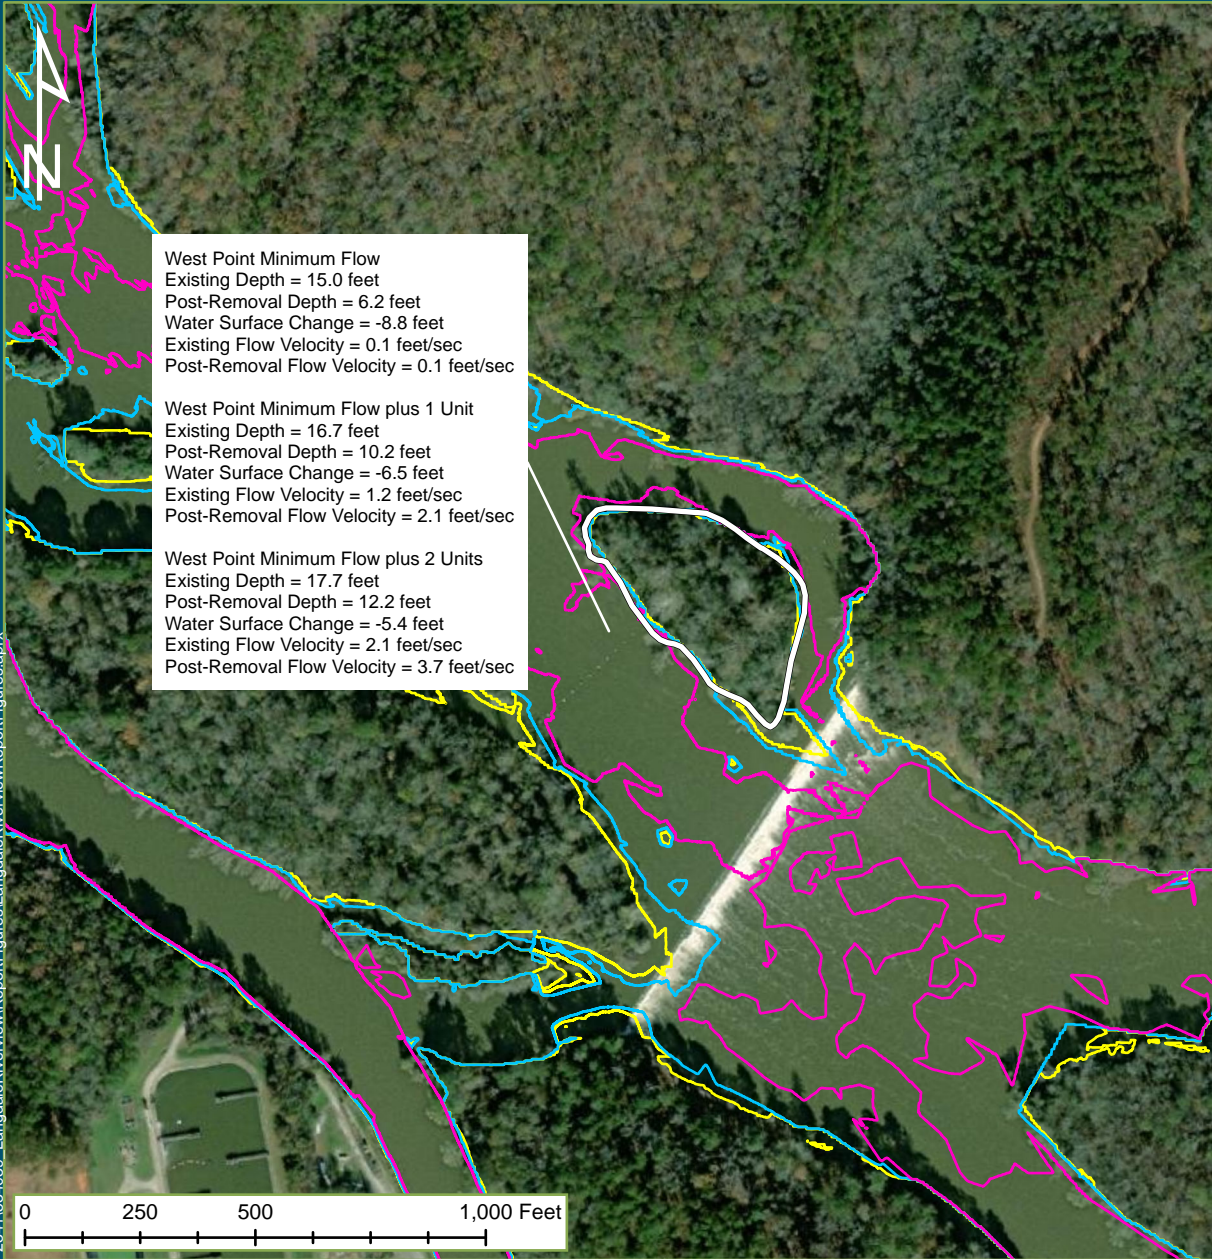 N
West Point Minimum Flow
Existing Depth = 15.0 feet
Post-Removal Depth = 6.2 feet
Water Surface Change = -8.8 feet
Existing Flow Velocity = 0.1 feet/sec
Post-Removal Flow Velocity = 0.1 feet/sec
West Point Minimum Flow plus 1 Unit
Existing Depth = 16.7 feet
Post-Removal Depth = 10.2 feet
Water Surface Change = -6.5 feet
Existing Flow Velocity = 1.2 feet/sec
Post-Removal Flow Velocity = 2.1 feet/sec
West Point Minimum Flow plus 2 Units
Existing Depth = 17.7 feet
Post-Removal Depth = 12.2 feet
Water Surface Change = -5.4 feet
Existing Flow Velocity = 2.1 feet/sec
Post-Removal Flow Velocity = 3.7 feet/sec
0 250 500 1,000 Feet